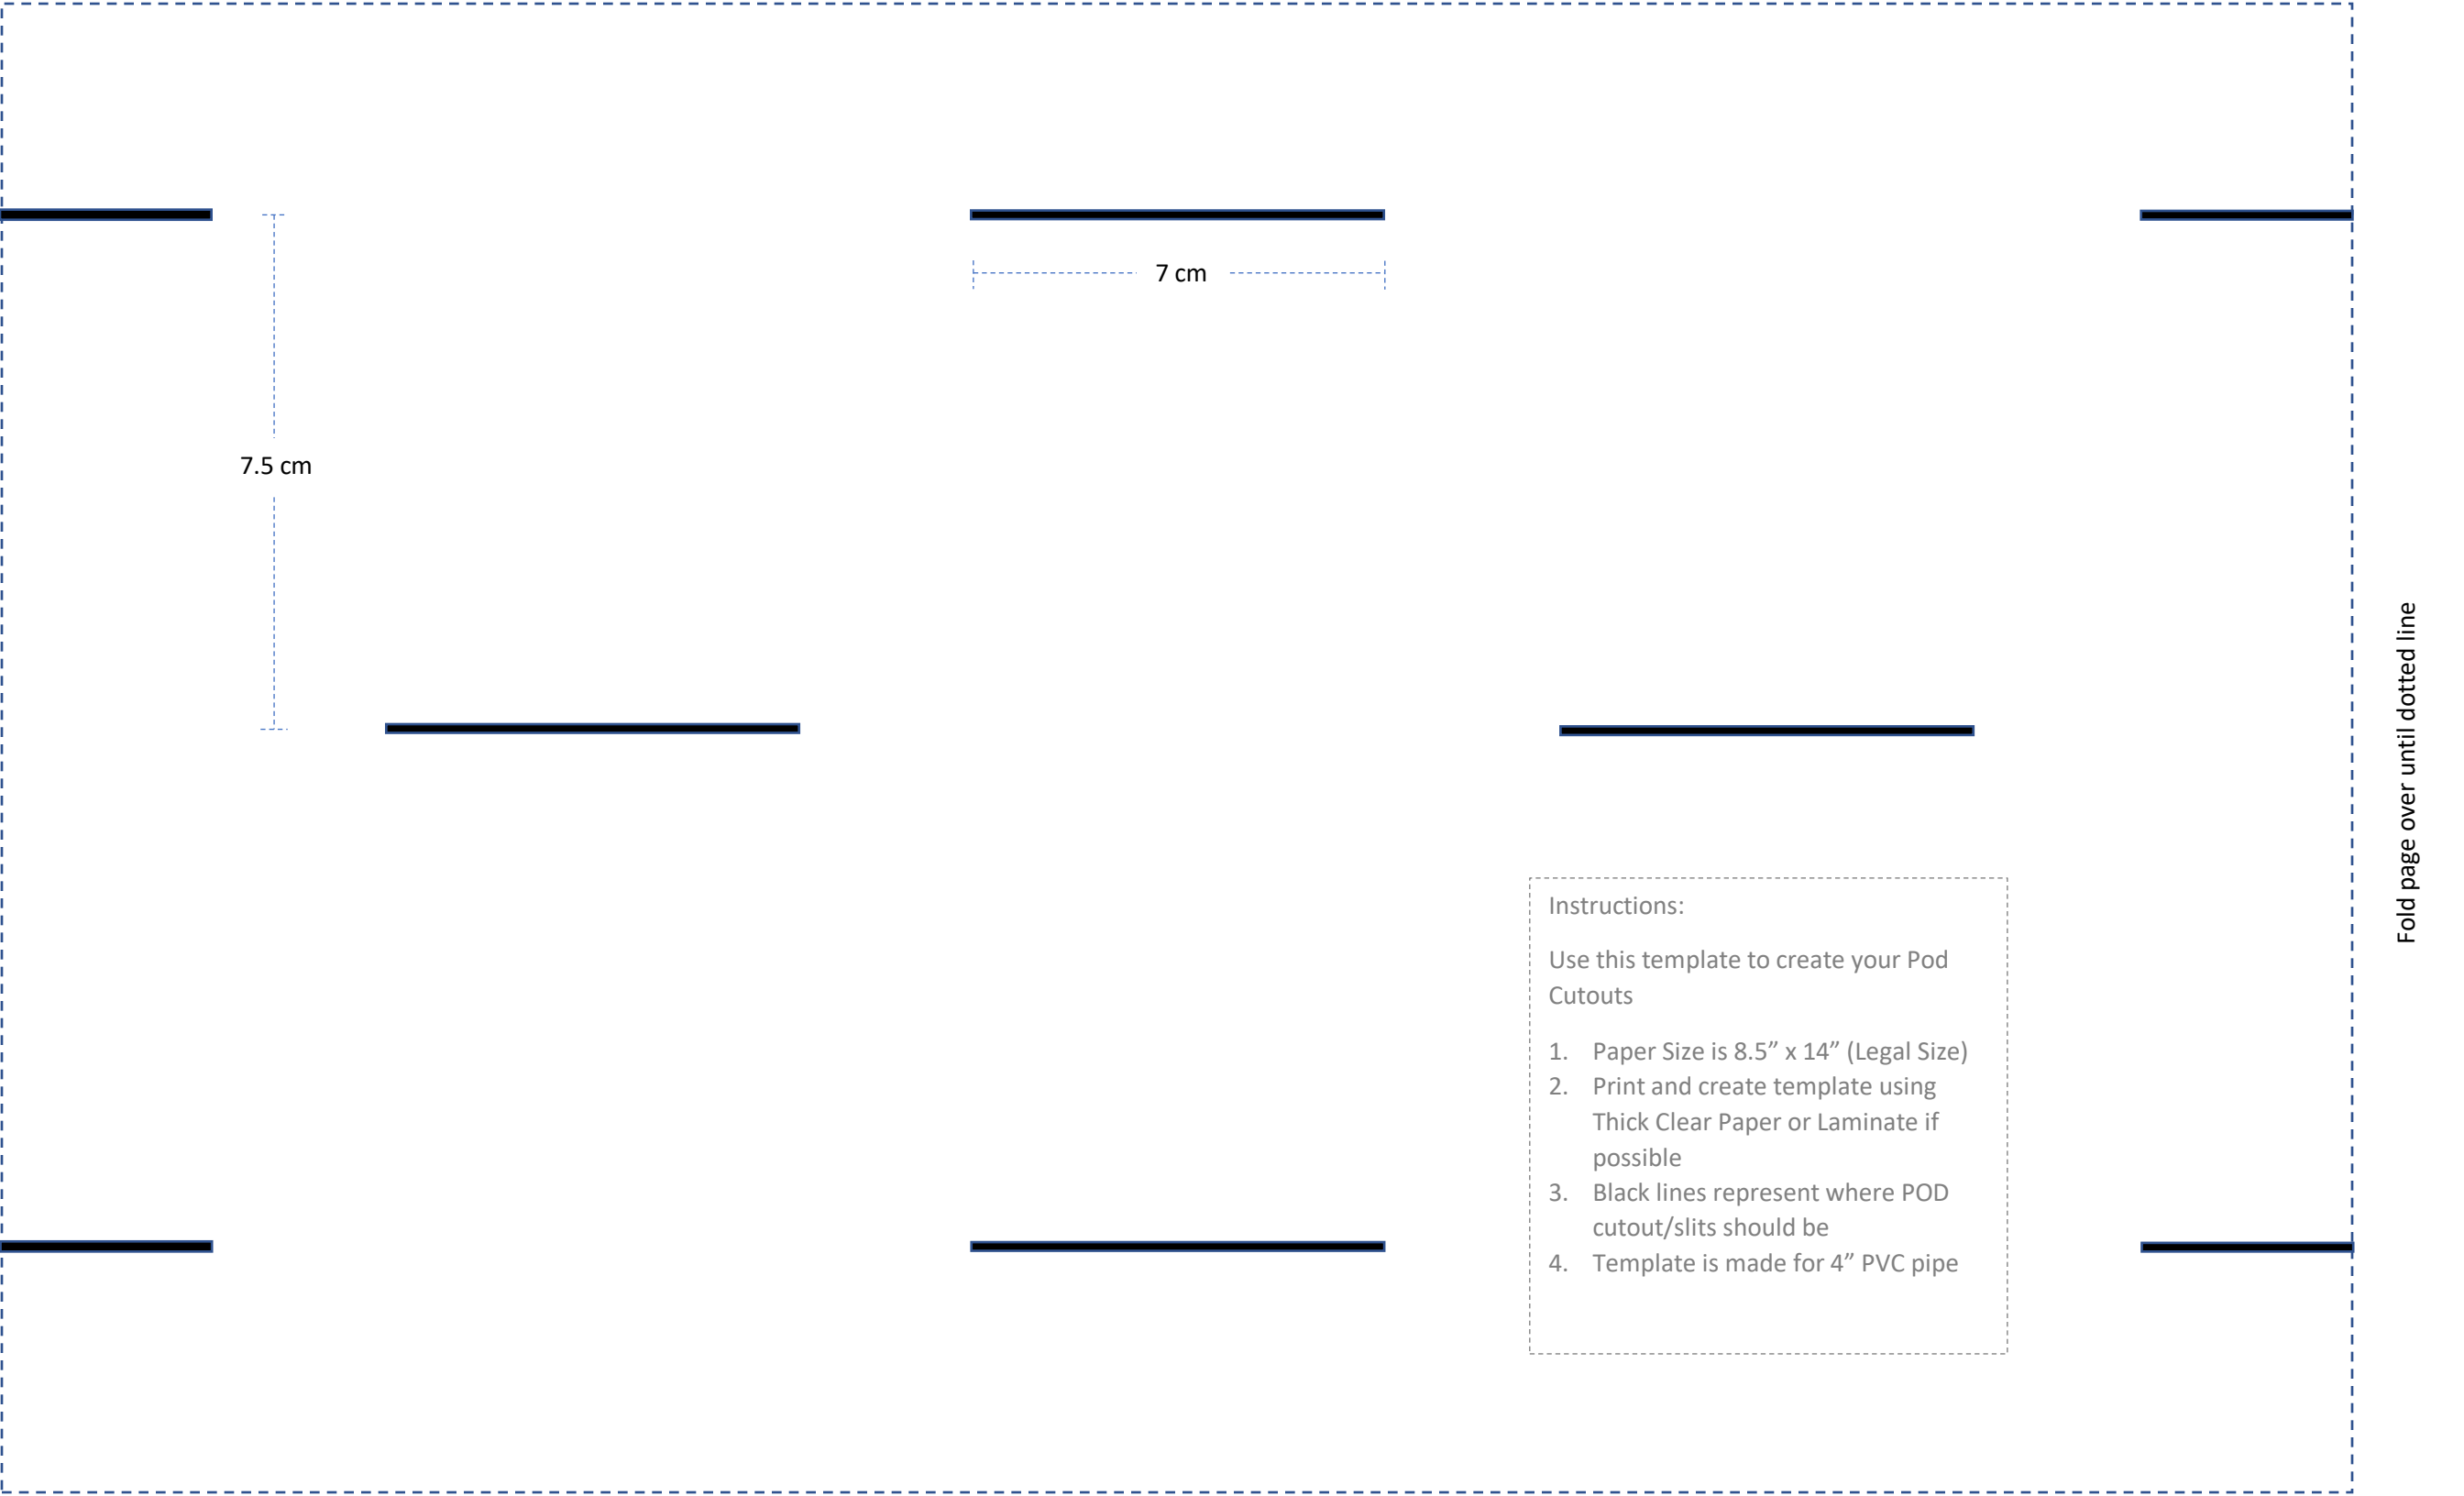 7 cm
7.5 cm
Fold page over until dotted line
Instructions:
Use this template to create your Pod
Cutouts
1. Paper Size is 8.5” x 14” (Legal Size)
2. Print and create template using
Thick Clear Paper or Laminate if
possible
3. Black lines represent where POD
cutout/slits should be
4. Template is made for 4” PVC pipe